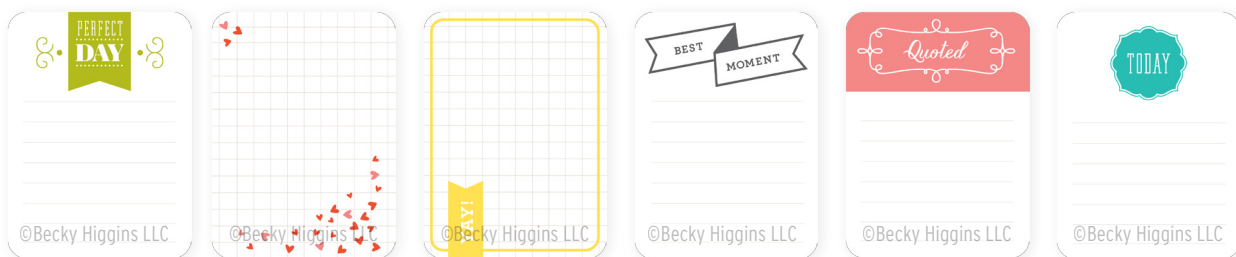 PERFECT
DAY
©Becky Higgins LLC
©Becky Higgins LLC
YAY!
©Becky Higgins LLC
BEST
MOMENT
©Becky Higgins LLC
Quoted
©Becky Higgins LLC
TODAY
©Becky Higgins LLC